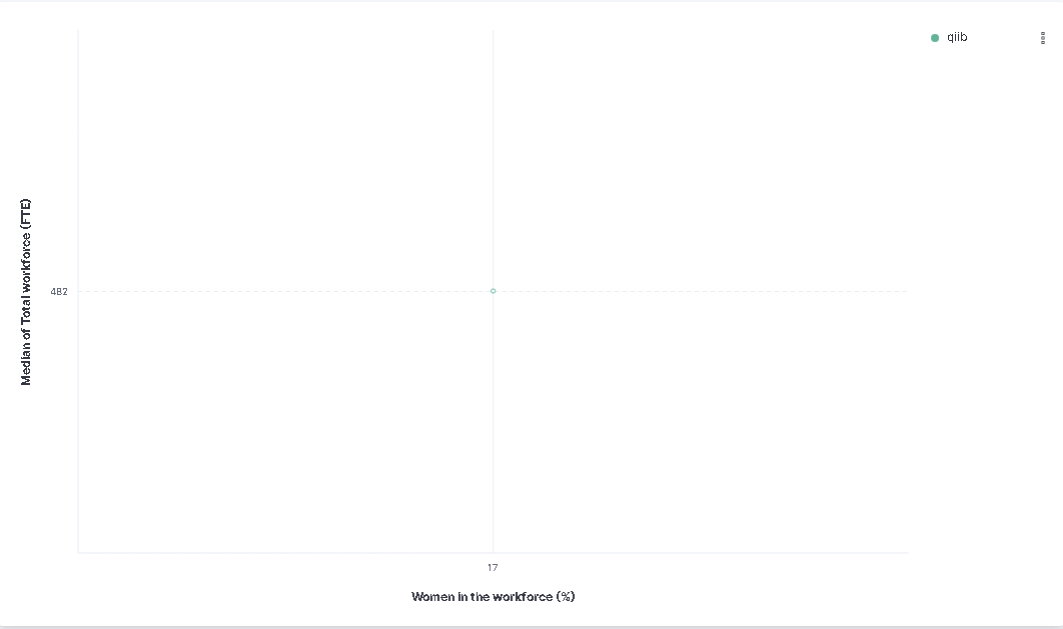 qiib
Median of Total workforce (FTE)
482
17
Women in the workforce (%)